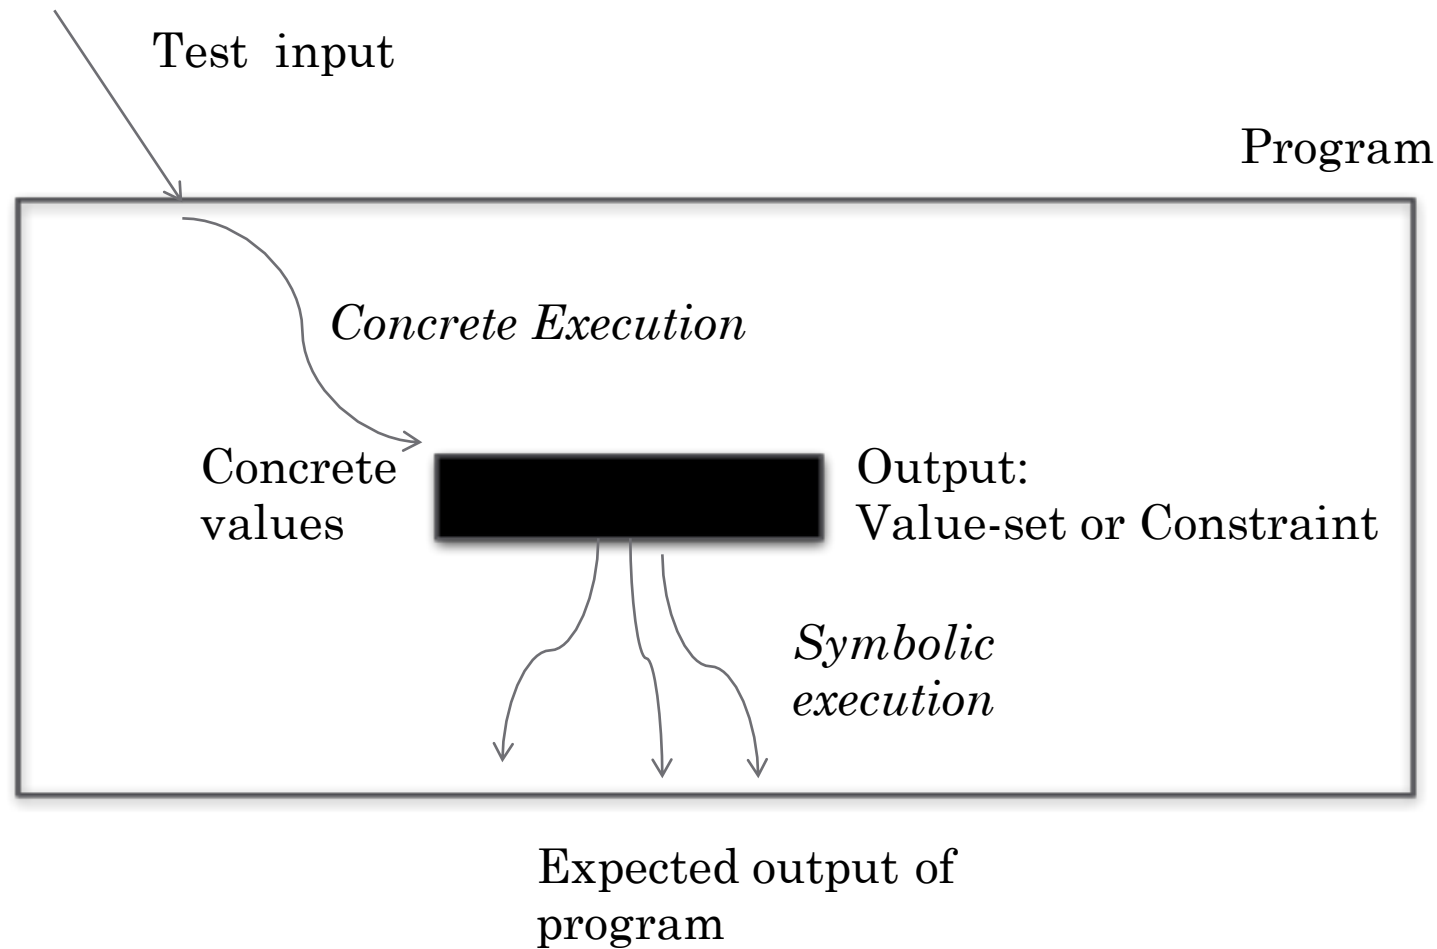 Test input
Program
Concrete Execution
Concrete
values
Output:
Value-set or Constraint
Symbolic
execution
Expected output of
program